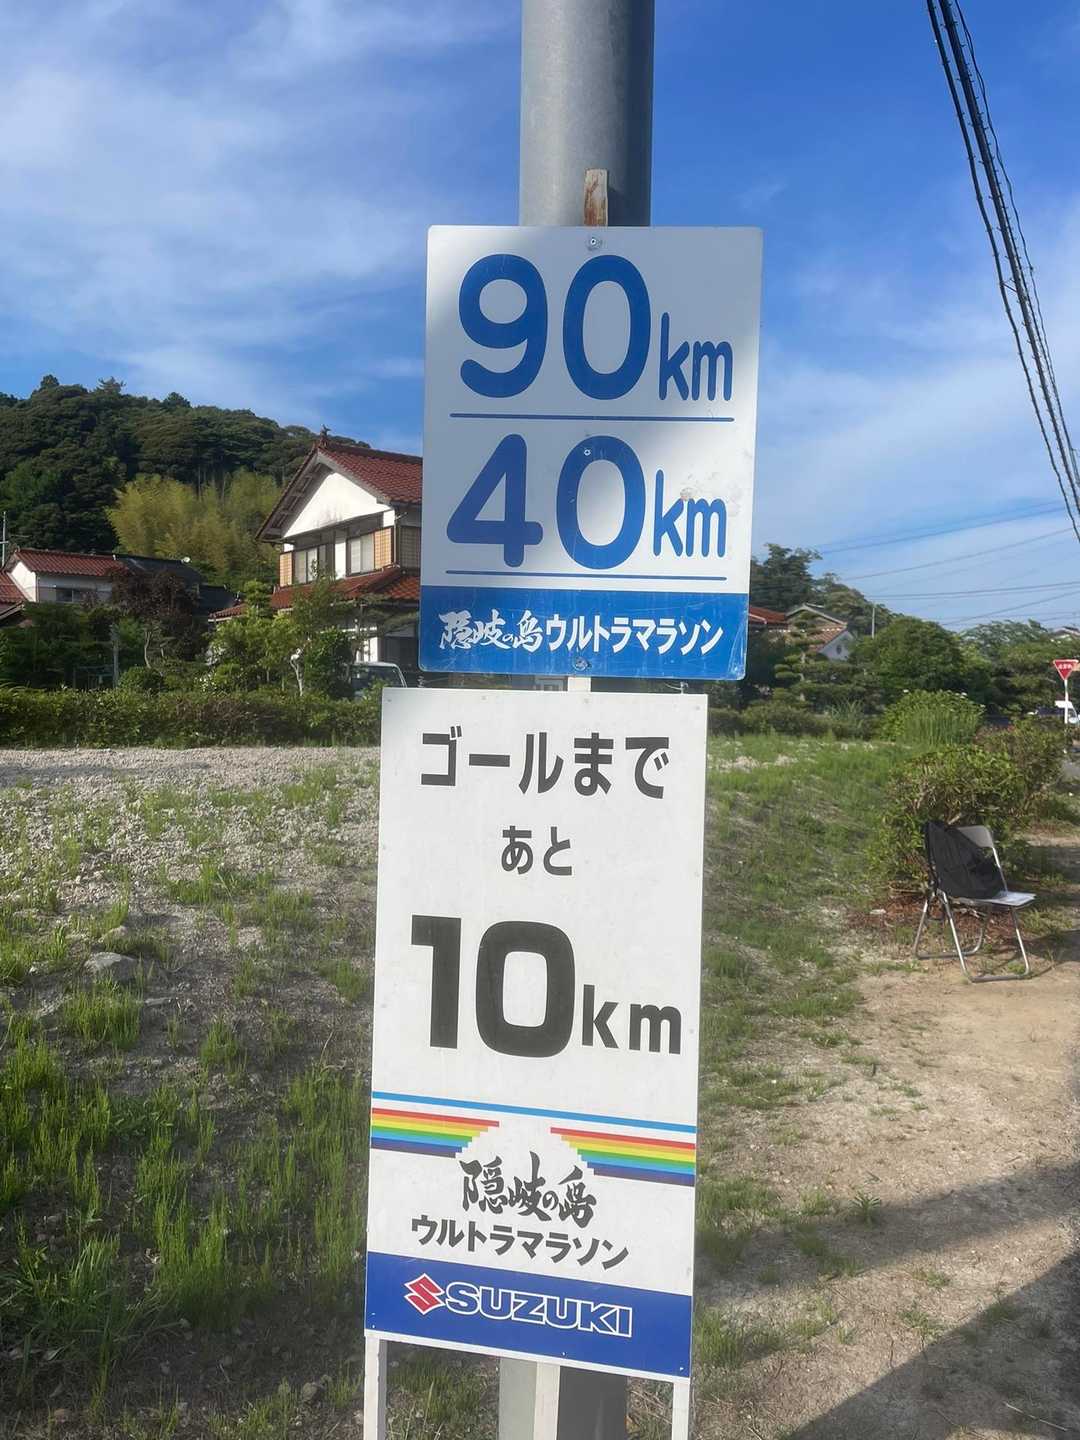 90km
40km
隠岐の島ウルトラマラソン
ゴールまで
あと
10km
隠岐の島
ウルトラマラソン
SUZUKI